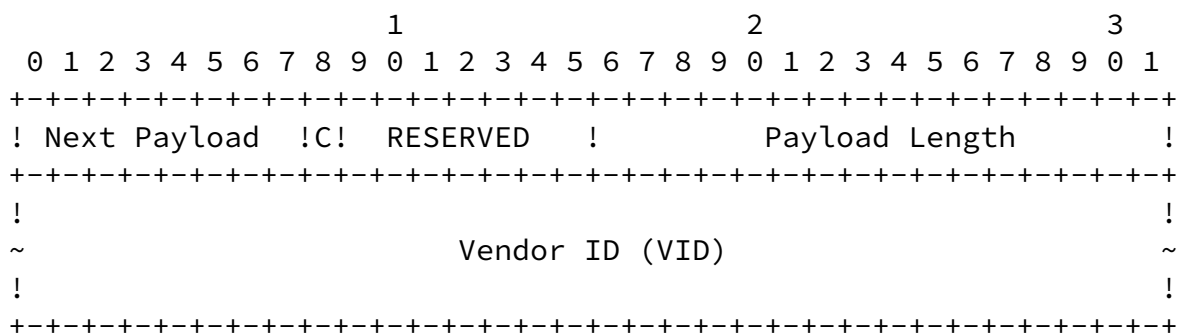 1                   2                   3
 0 1 2 3 4 5 6 7 8 9 0 1 2 3 4 5 6 7 8 9 0 1 2 3 4 5 6 7 8 9 0 1
+-+-+-+-+-+-+-+-+-+-+-+-+-+-+-+-+-+-+-+-+-+-+-+-+-+-+-+-+-+-+-+-+
! Next Payload  !C!  RESERVED   !         Payload Length        !
+-+-+-+-+-+-+-+-+-+-+-+-+-+-+-+-+-+-+-+-+-+-+-+-+-+-+-+-+-+-+-+-+
!                                                               !
~                        Vendor ID (VID)                        ~
!                                                               !
+-+-+-+-+-+-+-+-+-+-+-+-+-+-+-+-+-+-+-+-+-+-+-+-+-+-+-+-+-+-+-+-+